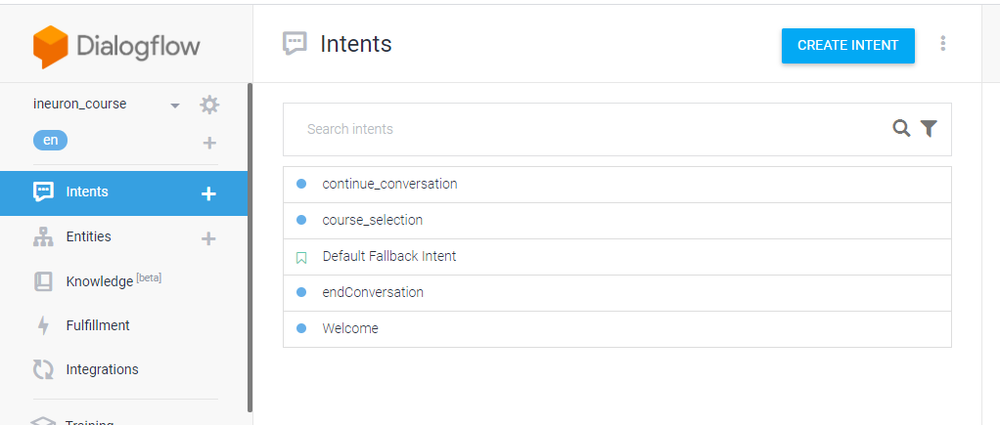 Dialogflow
Intents
CREATE INTENT
ineuron_course
en
Search intents
Intents
Entities
Knowledge [beta]
Fulfillment
Integrations
Training
continue_conversation
course_selection
Default Fallback Intent
endConversation
Welcome